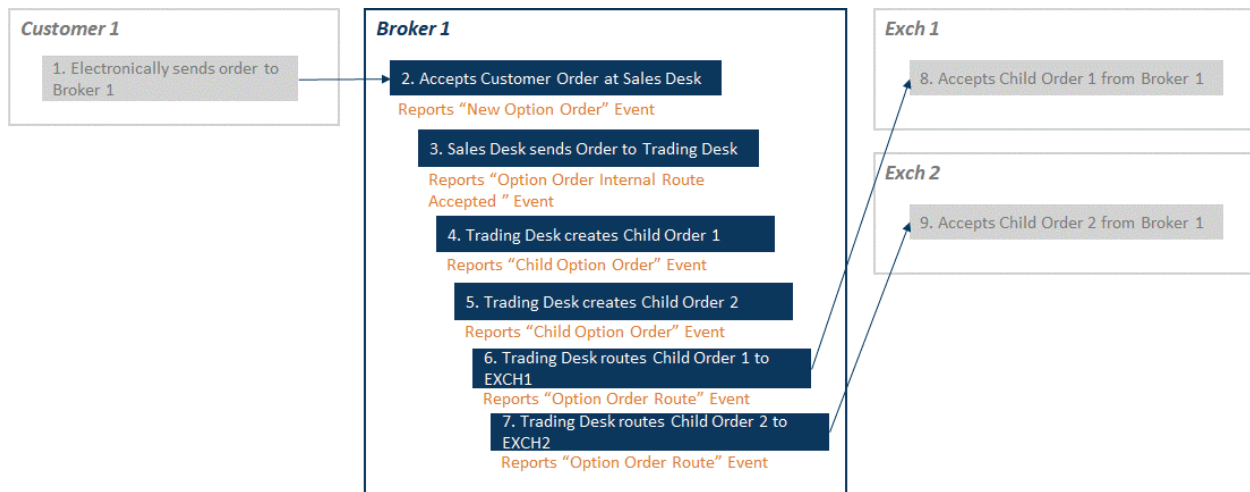 Customer 1
1. Electronically sends order to
Broker 1
Broker 1
2. Accepts Customer Order at Sales Desk
Reports “New Option Order” Event
3. Sales Desk sends Order to Trading Desk
Reports “Option Order Internal Route
Accepted ” Event
4. Trading Desk creates Child Order 1
Reports “Child Option Order” Event
5. Trading Desk creates Child Order 2
Reports “Child Option Order” Event
6. Trading Desk routes Child Order 1 to
EXCH1
Reports “Option Order Route” Event
7. Trading Desk routes Child Order 2 to
EXCH2
Reports “Option Order Route” Event
Exch 1
8. Accepts Child Order 1 from Broker 1
Exch 2
9. Accepts Child Order 2 from Broker 1